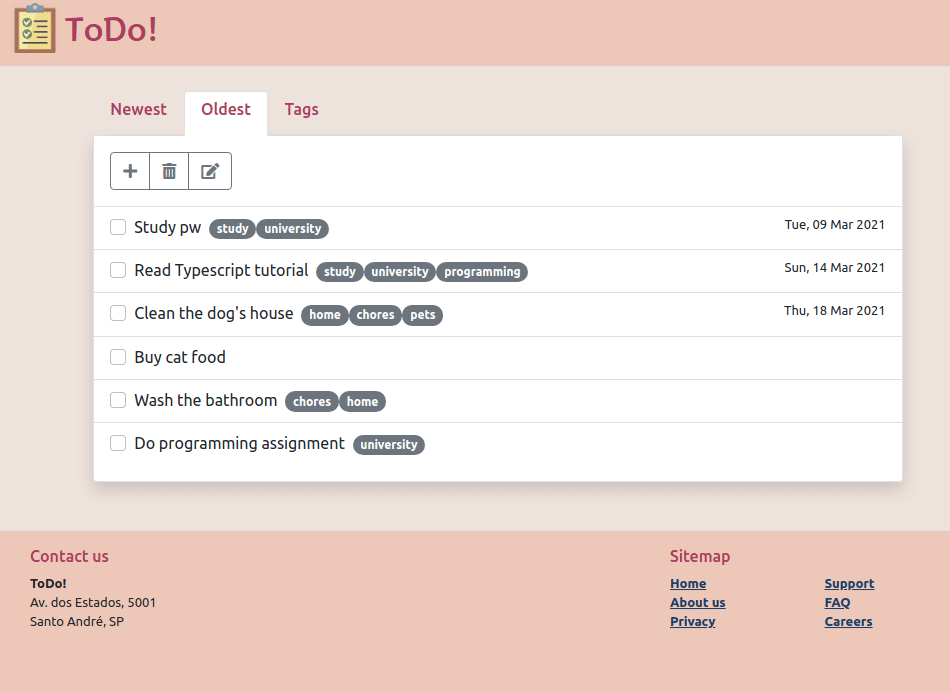 ToDo!
Newest Oldest Tags
Study pw study university Tue, 09 Mar 2021
Read Typescript tutorial study university programming Sun, 14 Mar 2021
Clean the dog's house home chores pets Thu, 18 Mar 2021
Buy cat food
Wash the bathroom chores home
Do programming assignment university
Contact us
ToDo!
Av. dos Estados, 5001
Santo André, SP
Sitemap
Home Support
About us FAQ
Privacy Careers